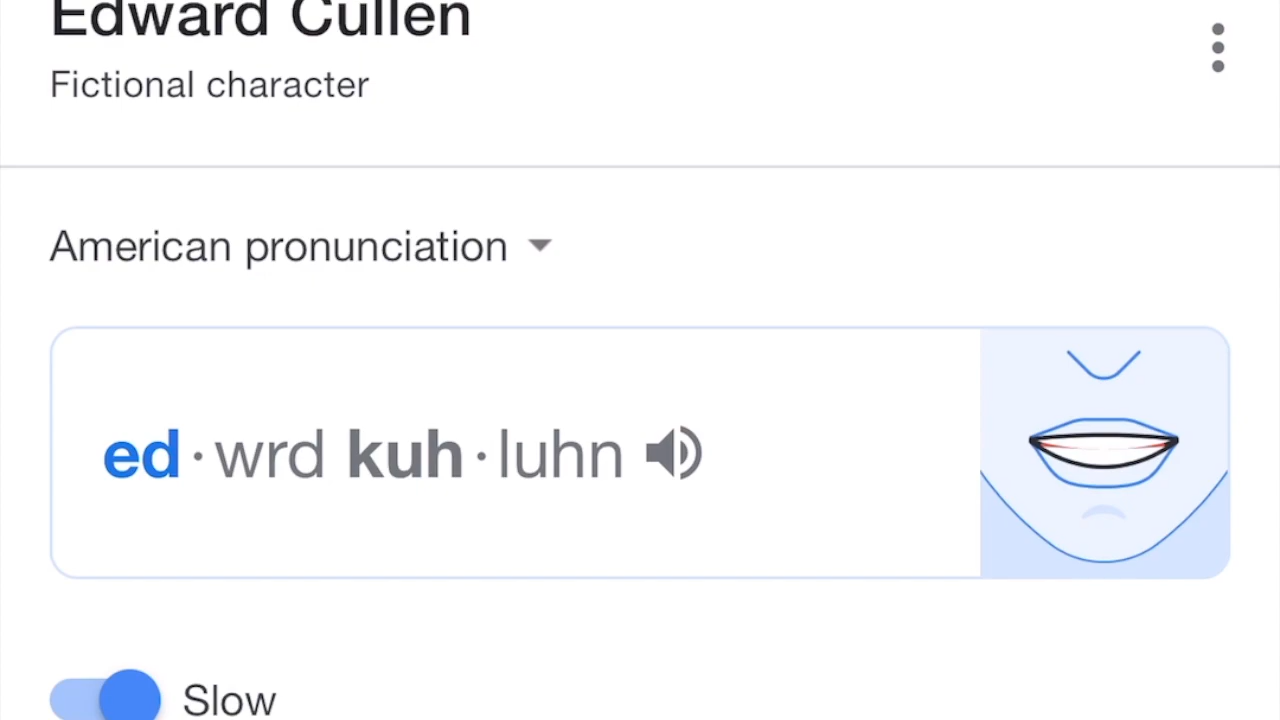 Edward Cullen
Fictional character
American pronunciation
ed·wrd kuh·luhn
Slow